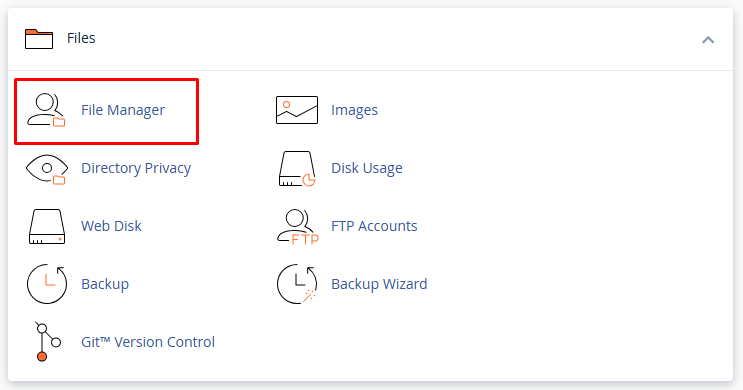 Files
File Manager
Images
Directory Privacy
Disk Usage
Web Disk
FTP
FTP Accounts
Backup
Backup Wizard
Git™ Version Control